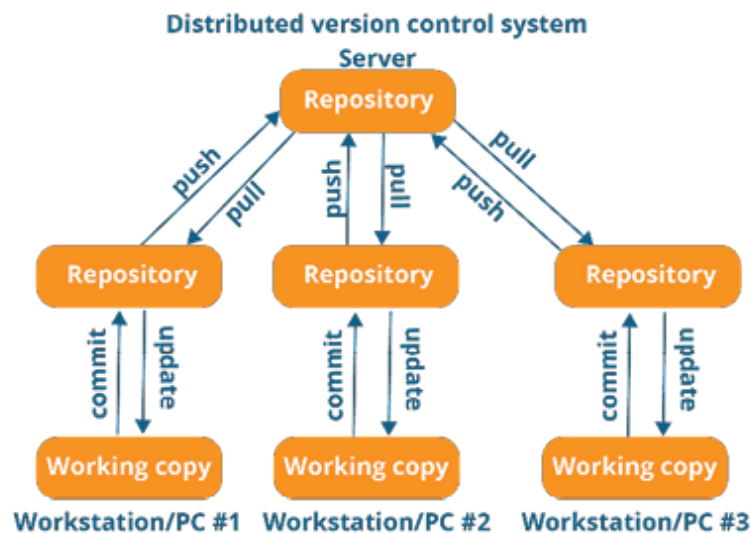 Distributed version control system
Server
Repository
push
pull
push
pull
push
pull
Repository
Repository
Repository
commit
update
commit
update
commit
update
Working copy
Working copy
Working copy
Workstation/PC #1
Workstation/PC #2
Workstation/PC #3